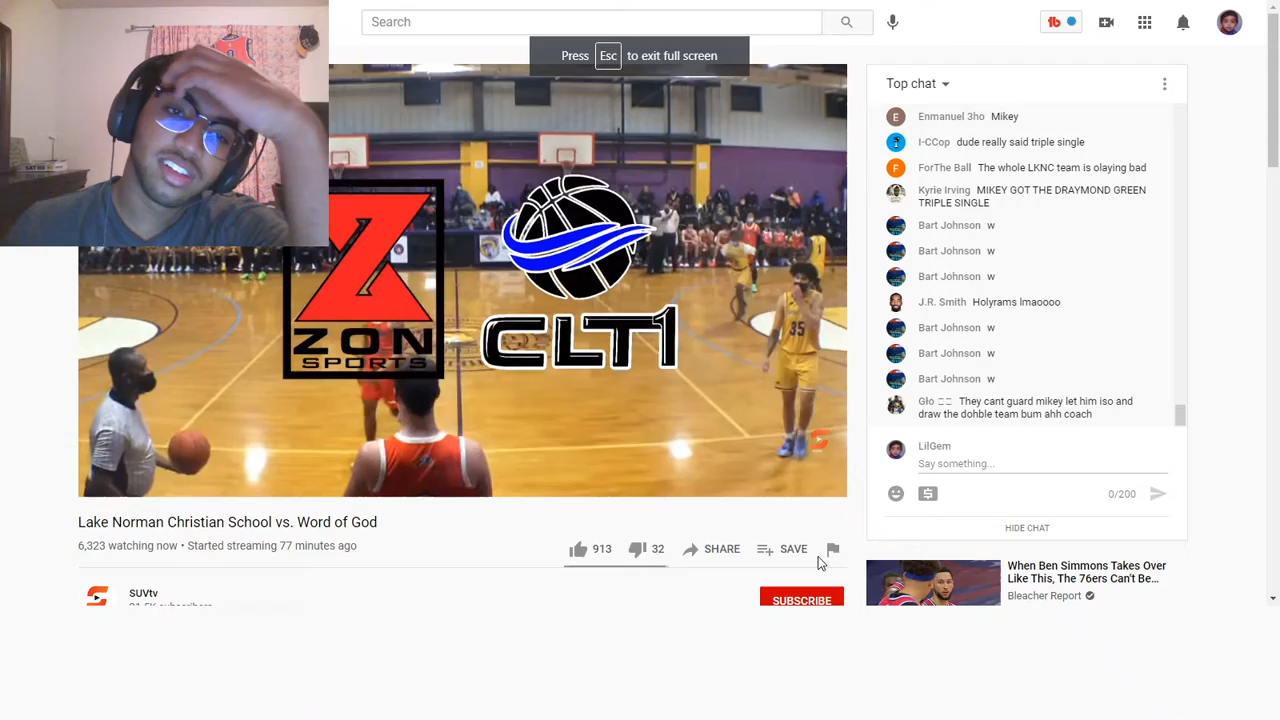 Search
Press Esc to exit full screen
Top chat
E Enmanuel 3ho Mikey
I-CCop dude really said triple single
F ForThe Ball The whole LKNC team is olaying bad
Kyrie Irving MIKEY GOT THE DRAYMOND GREEN
TRIPLE SINGLE
Bart Johnson w
Bart Johnson w
Bart Johnson w
J.R. Smith Holyrams lmaoooo
Bart Johnson w
Bart Johnson w
Bart Johnson w
Glo They cant guard mikey let him iso and
draw the dohble team bum ahh coach
LilGem
Say something...
0/200
HIDE CHAT
Z
ZON
SPORTS
CLT1
35
Lake Norman Christian School vs. Word of God
6,323 watching now • Started streaming 77 minutes ago
913 32 SHARE SAVE
SUVtv
SUBSCRIBE
When Ben Simmons Takes Over
Like This, The 76ers Can't Be...
Bleacher Report